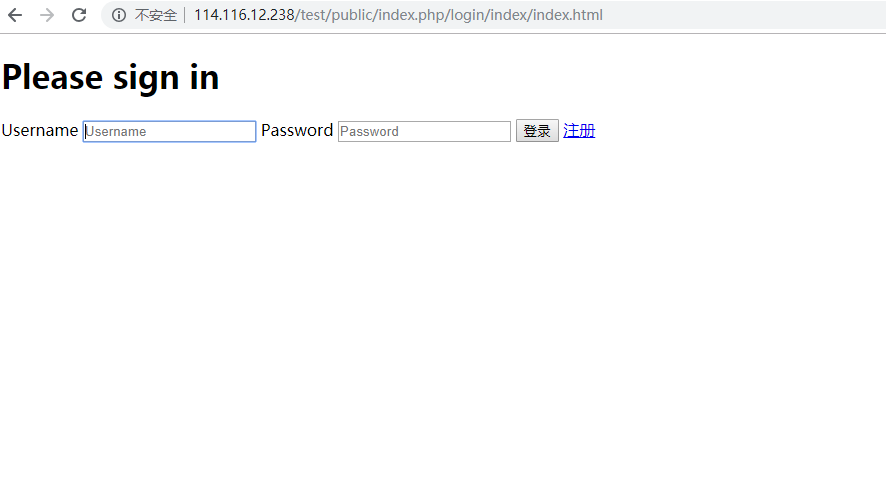 不安全 114.116.12.238/test/public/index.php/login/index/index.html
Please sign in
Username Username Password Password 登录 注册